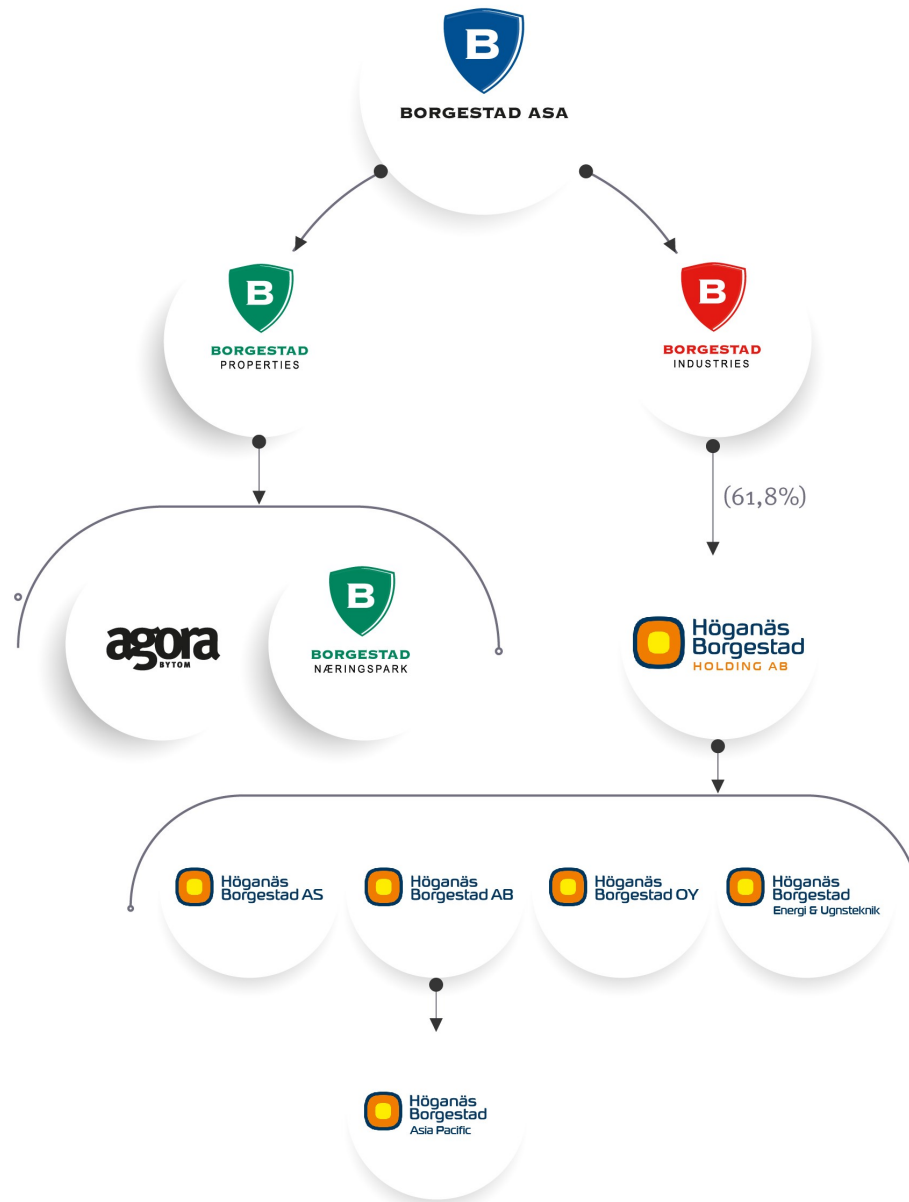 B
BORGESTAD ASA
B
BORGESTAD
PROPERTIES
B
BORGESTAD
INDUSTRIES
(61,8%)
agora
BYTOM
B
BORGESTAD
NÆRINGSPARK
Höganäs
Borgestad
HOLDING AB
Höganäs
Borgestad AS
Höganäs
Borgestad AB
Höganäs
Borgestad OY
Höganäs
Borgestad
Energi & Ugnsteknik
Höganäs
Borgestad
Asia Pacific